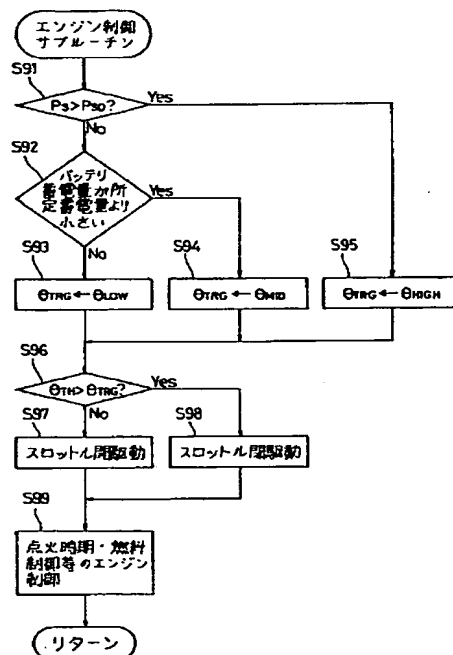 エンジン制御
サブルーチン
S91
PS>PSO?
Yes
No
S92
バッテリ
蓄電量が所
定蓄電量より
小さい
Yes
No
S93
θTRG←θLOW
S94
θTRG←θMID
S95
θTRG←θHIGH
S96
θTH>θTRG?
Yes
No
S97
スロットル開駆動
S98
スロットル閉駆動
S99
点火時期・燃料
制御等のエンジン
制御
リターン